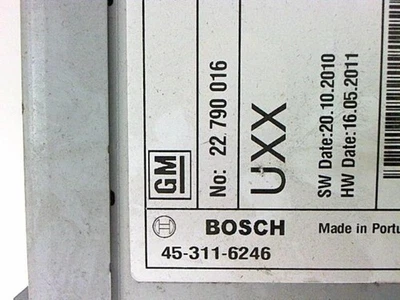 GM
No: 22 790 016
UXX
SW Date:20.10.2010
HW Date:16.05.2011
BOSCH Made in Portu
45-311-6246